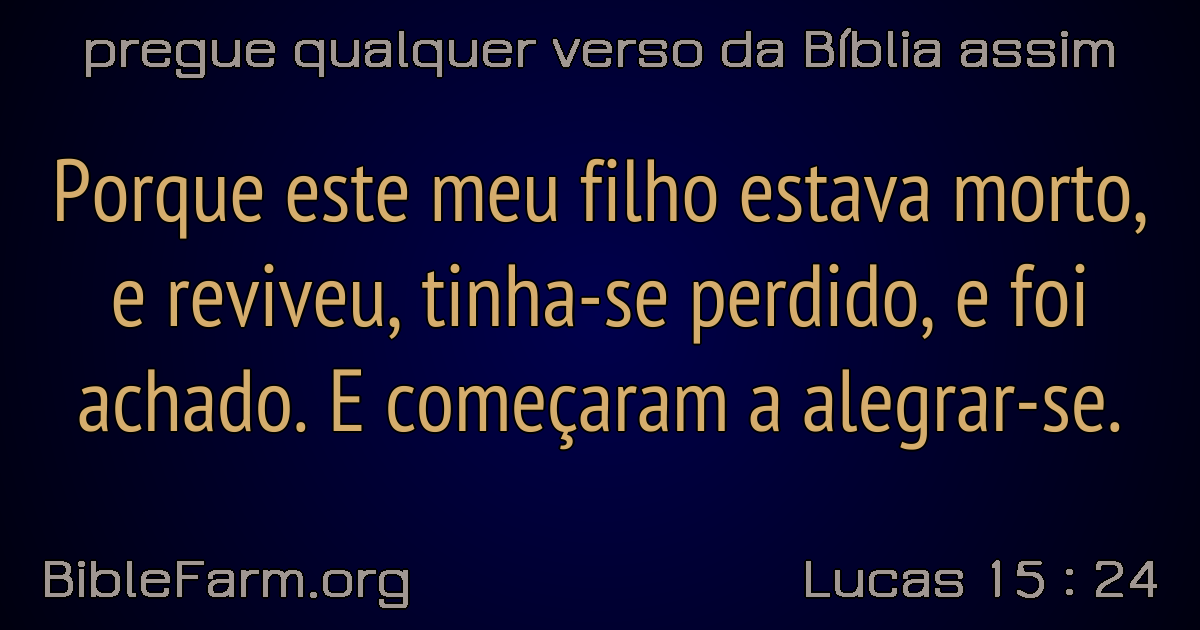 pregue qualquer verso da Bíblia assim
Porque este meu filho estava morto,
e reviveu, tinha-se perdido, e foi
achado. E começaram a alegrar-se.
BibleFarm.org
Lucas 15 : 24